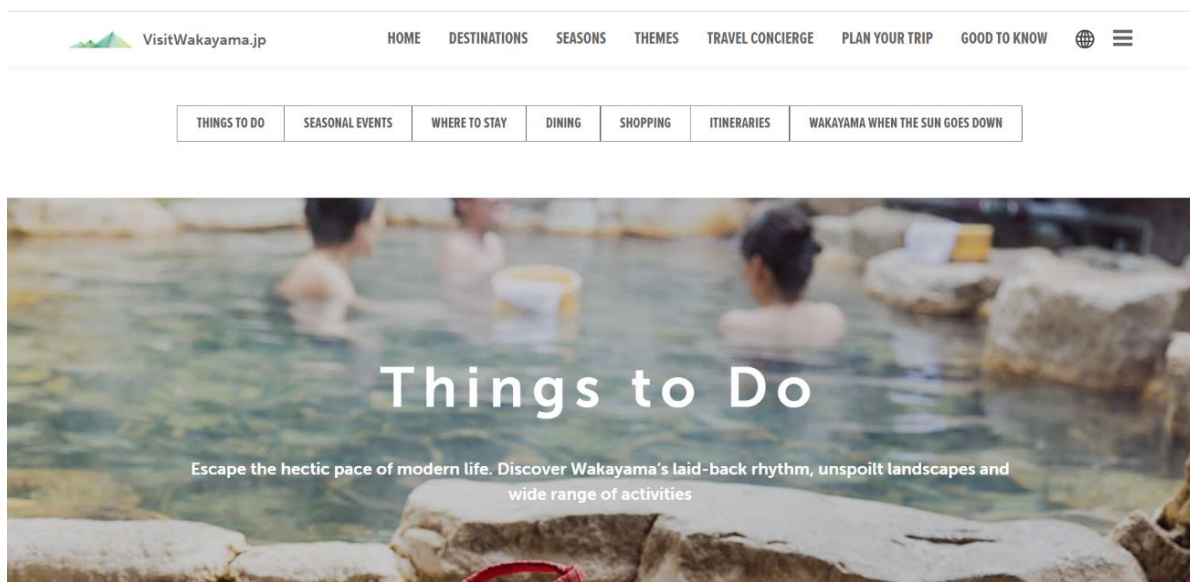 VisitWakayama.jp
HOME DESTINATIONS SEASONS THEMES TRAVEL CONCIERGE PLAN YOUR TRIP GOOD TO KNOW
THINGS TO DO SEASONAL EVENTS WHERE TO STAY DINING SHOPPING ITINERARIES WAKAYAMA WHEN THE SUN GOES DOWN
Things to Do
Escape the hectic pace of modern life. Discover Wakayama's laid-back rhythm, unspoilt landscapes and
wide range of activities